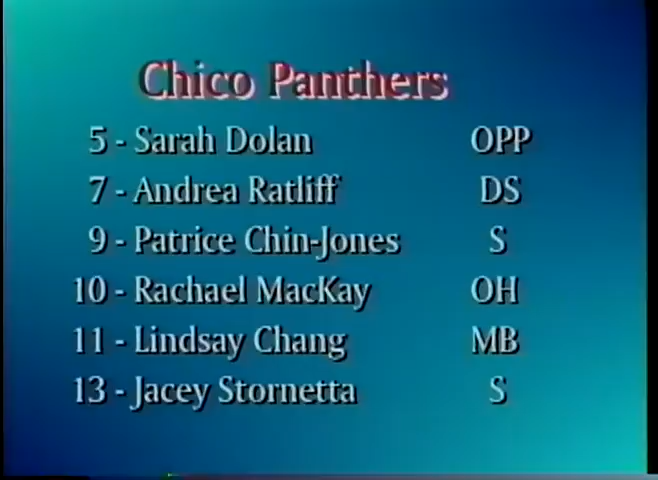 Chico Panthers
5 - Sarah Dolan OPP
7 - Andrea Ratliff DS
9 - Patrice Chin-Jones S
10 - Rachael MacKay OH
11 - Lindsay Chang MB
13 - Jacey Stornetta S